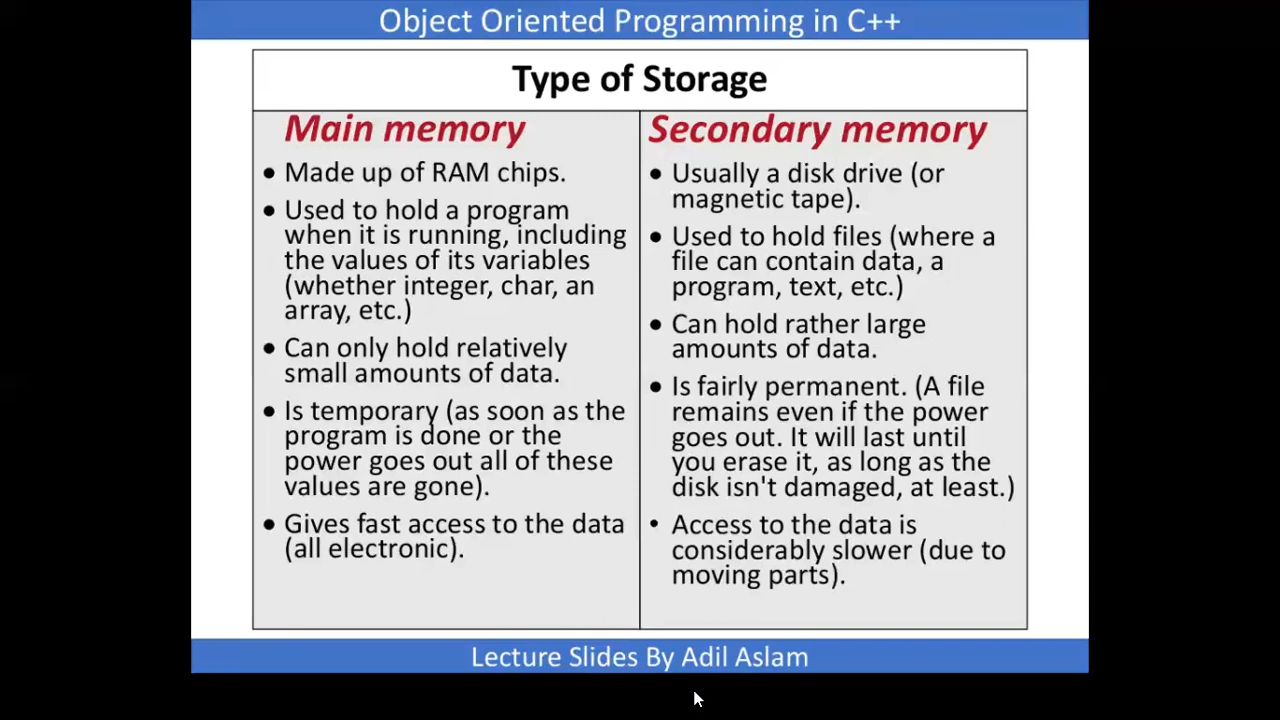 Object Oriented Programming in C++
Type of Storage
Main memory
• Made up of RAM chips.
• Used to hold a program
when it is running, including
the values of its variables
(whether integer, char, an
array, etc.)
• Can only hold relatively
small amounts of data.
• Is temporary (as soon as the
program is done or the
power goes out all of these
values are gone).
• Gives fast access to the data
(all electronic).
Secondary memory
• Usually a disk drive (or
magnetic tape).
• Used to hold files (where a
file can contain data, a
program, text, etc.)
• Can hold rather large
amounts of data.
• Is fairly permanent. (A file
remains even if the power
goes out. It will last until
you erase it, as long as the
disk isn't damaged, at least.)
• Access to the data is
considerably slower (due to
moving parts).
Lecture Slides By Adil Aslam